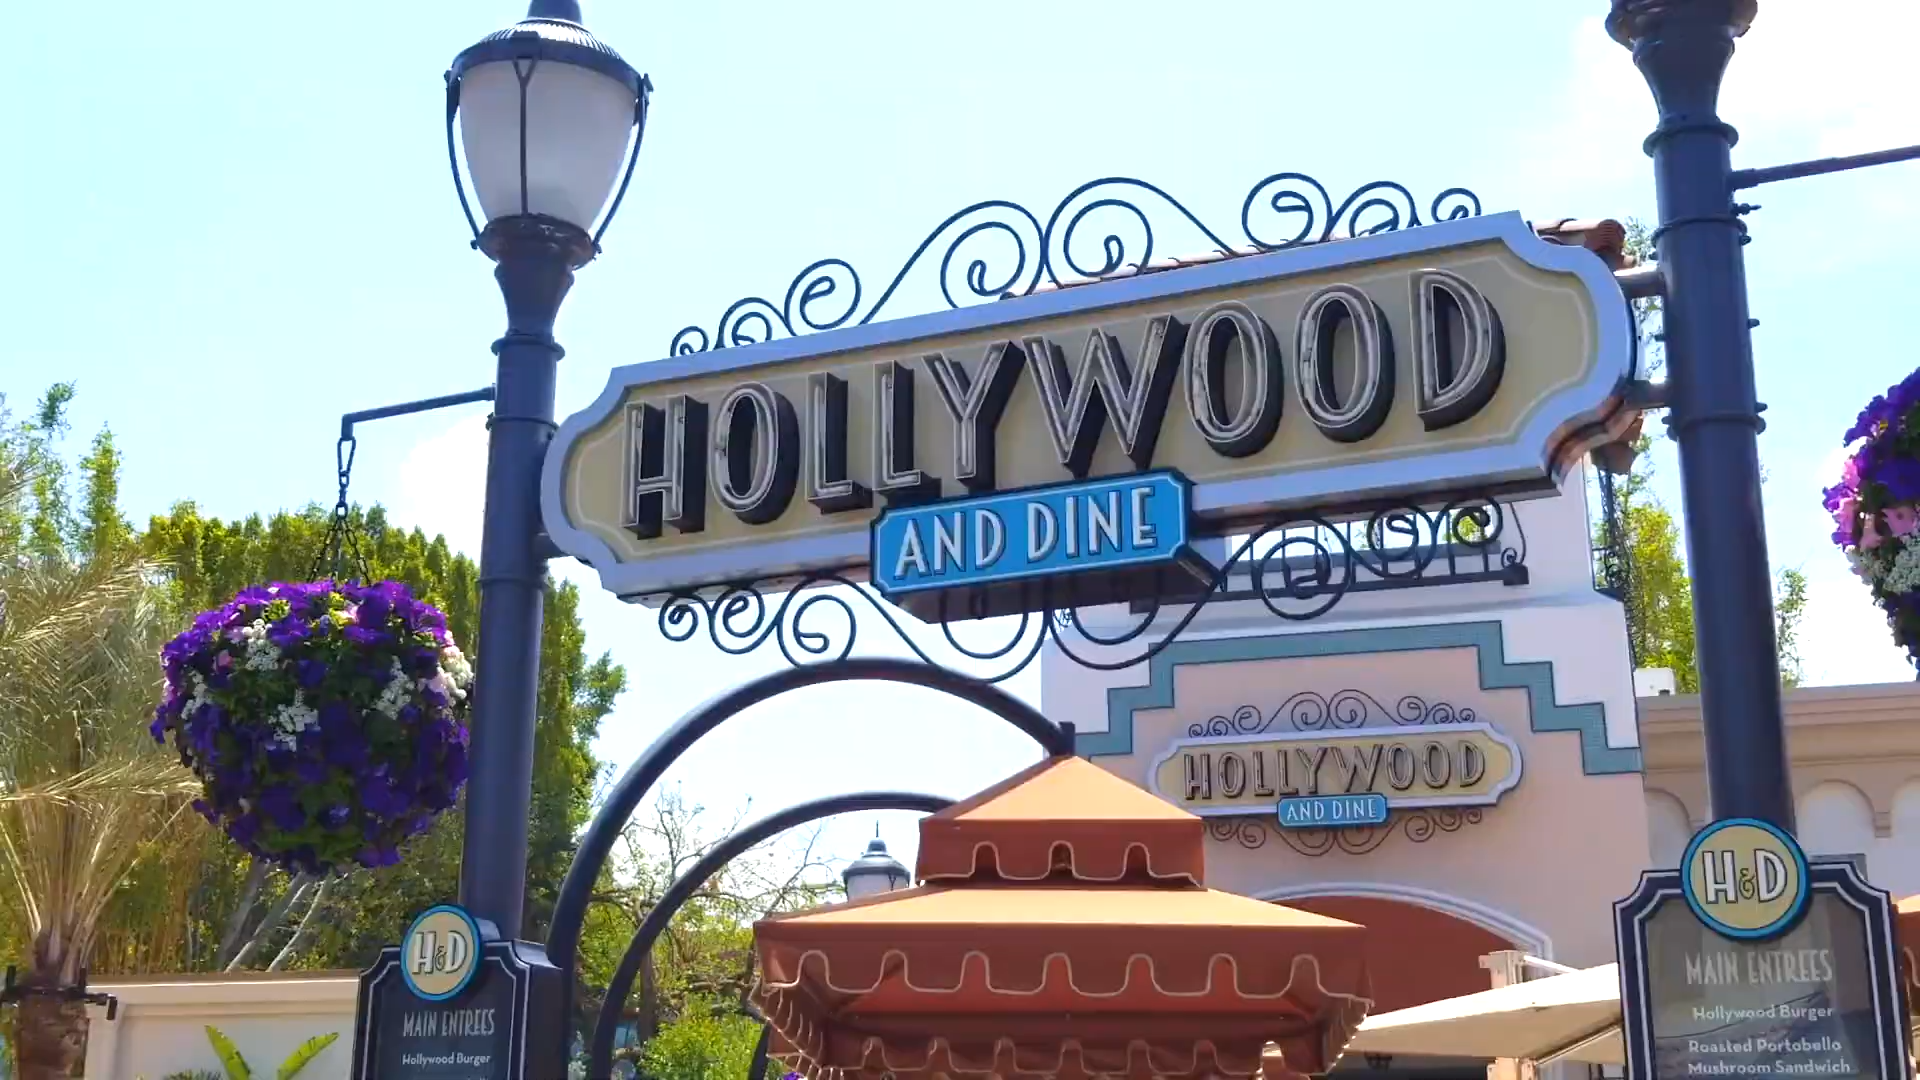 HOLLYWOOD
AND DINE
HOLLYWOOD
AND DINE
H&D
MAIN ENTREES
Hollywood Burger
H&D
MAIN ENTREES
Hollywood Burger
Roasted Portobello
Mushroom Sandwich